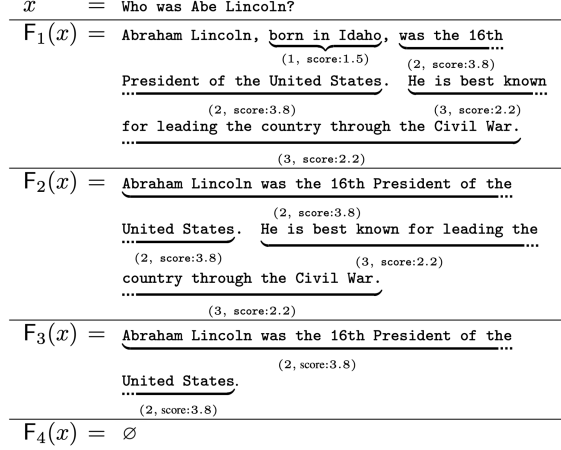 x = Who was Abe Lincoln?
F₁(x) = Abraham Lincoln, born in Idaho, was the 16th
(1, score:1.5) (2, score:3.8)
President of the United States. He is best known
(2, score:3.8) (3, score:2.2)
for leading the country through the Civil War.
(3, score:2.2)
F₂(x) = Abraham Lincoln was the 16th President of the
(2, score:3.8)
United States. He is best known for leading the
(2, score:3.8) (3, score:2.2)
country through the Civil War.
(3, score:2.2)
F₃(x) = Abraham Lincoln was the 16th President of the
(2, score:3.8)
United States.
(2, score:3.8)
F₄(x) = ∅